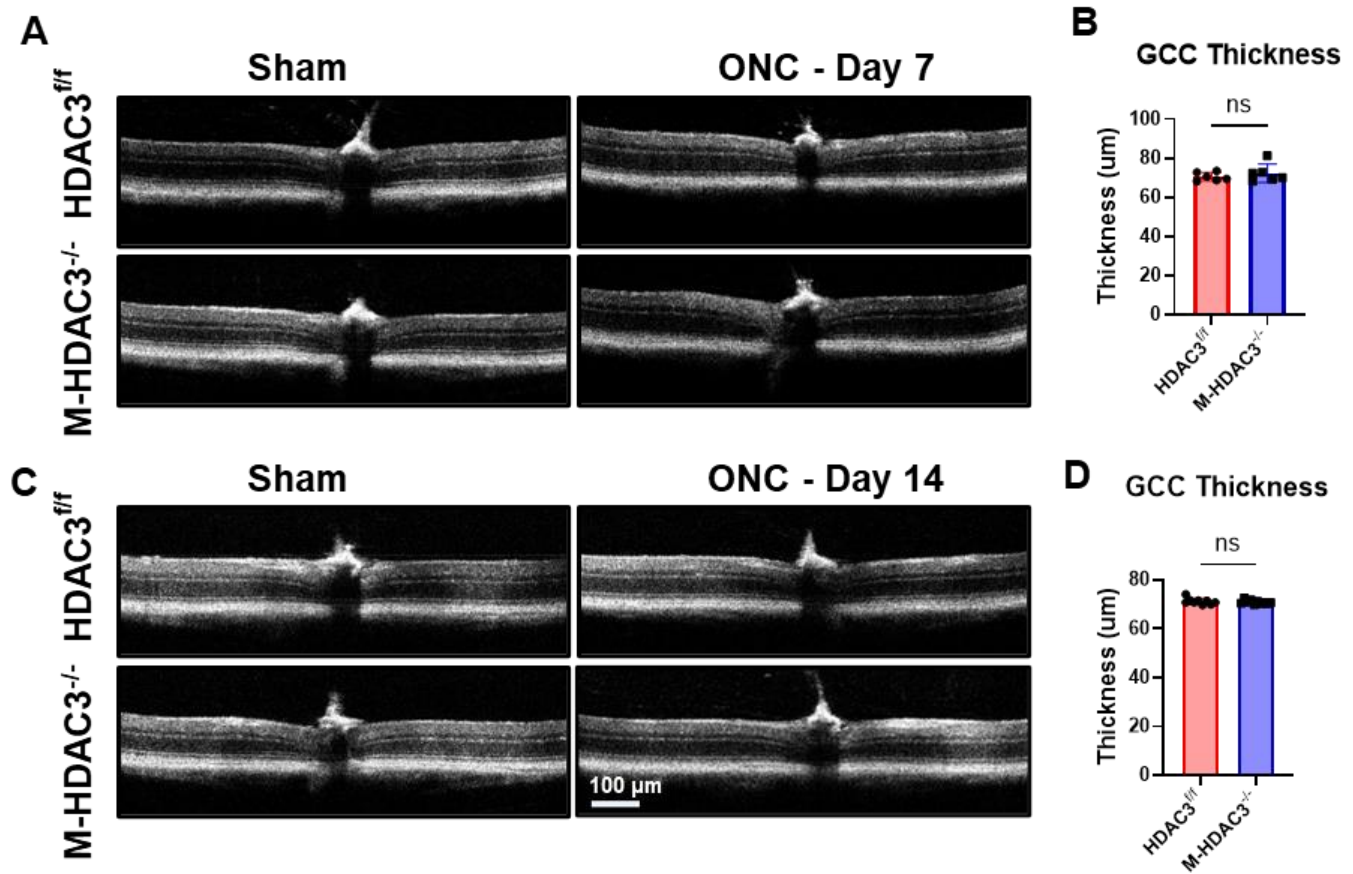 A
Sham
ONC - Day 7
HDAC3f/f
M-HDAC3-/-
B
GCC Thickness
ns
Thickness (um)
100
80
60
40
20
0
HDAC3f/f
M-HDAC3-/-
C
Sham
ONC - Day 14
HDAC3f/f
M-HDAC3-/-
100 µm
D
GCC Thickness
ns
Thickness (um)
80
60
40
20
0
HDAC3f/f
M-HDAC3-/-